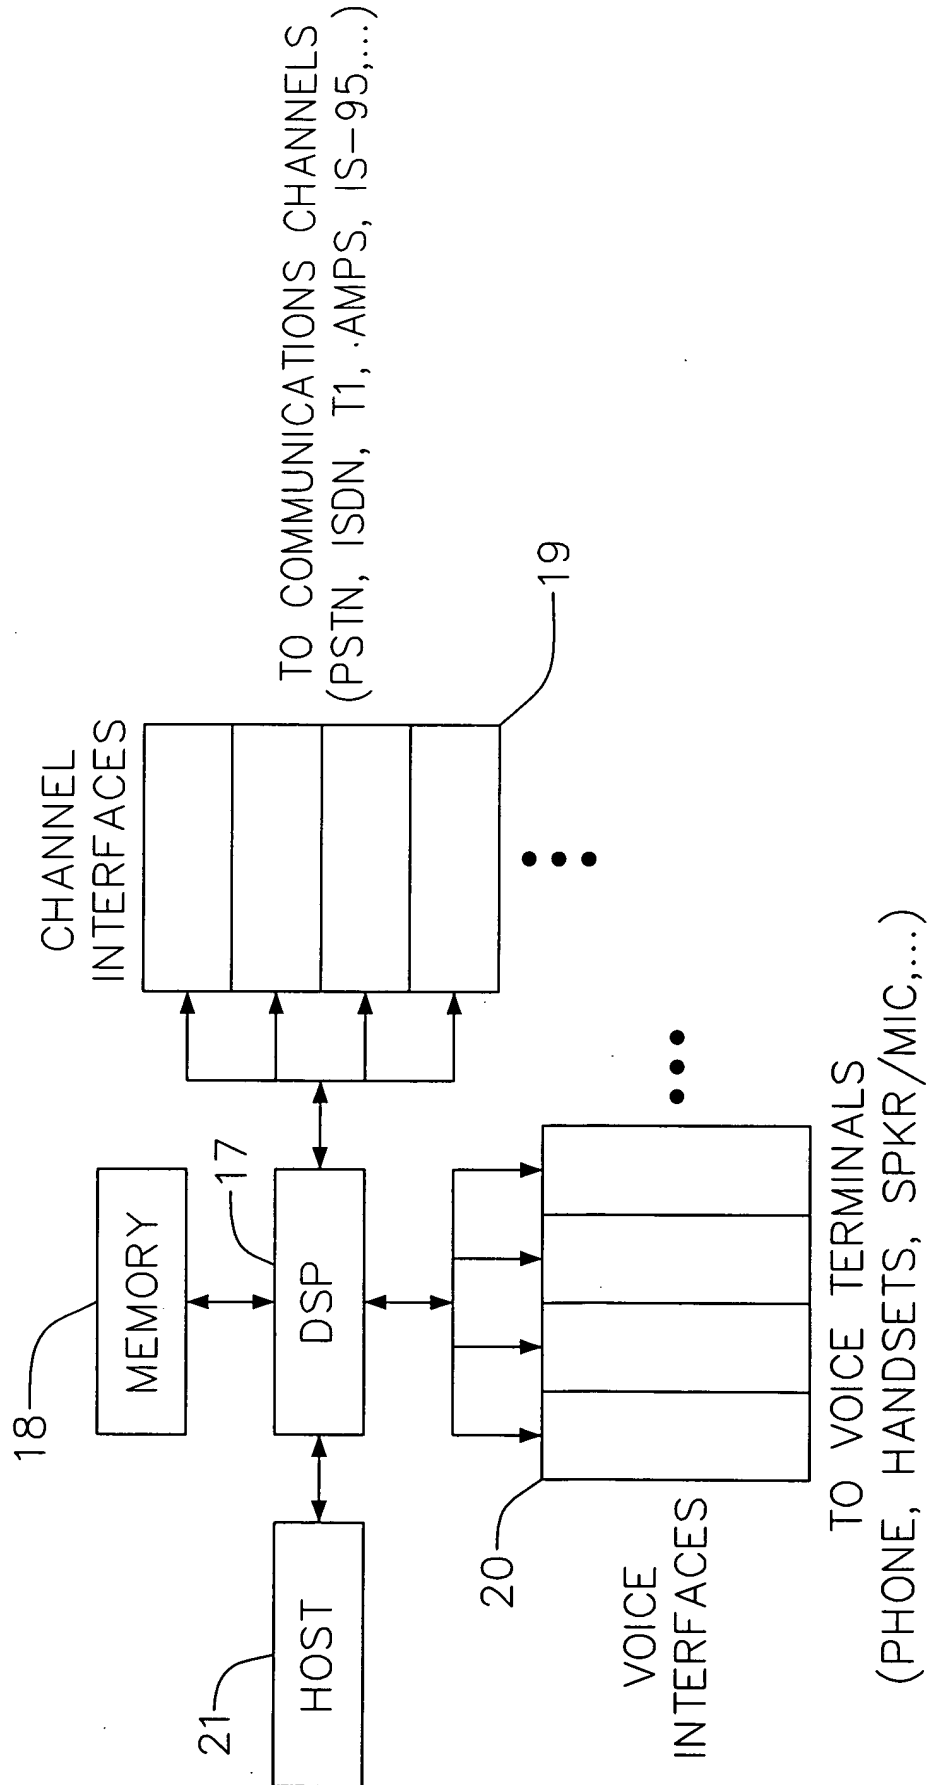 CHANNEL
INTERFACES
TO COMMUNICATIONS CHANNELS
(PSTN, ISDN, T1, AMPS, IS-95,...)
19
MEMORY
18
17
DSP
HOST
21
20
VOICE
INTERFACES
TO VOICE TERMINALS
(PHONE, HANDSETS, SPKR/MIC,...)